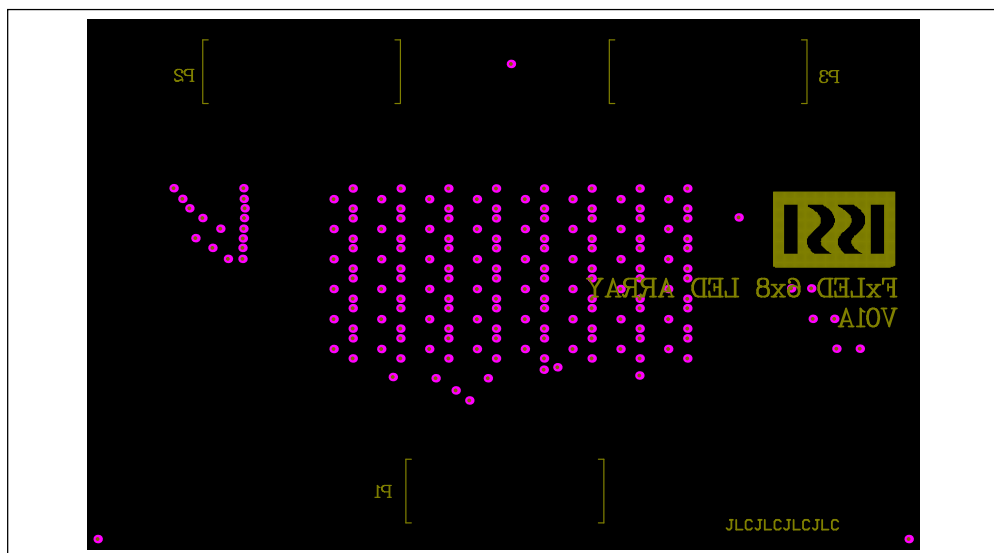 P2
P3
ISSI
FxLED 6x8 LED ARRAY
V01A
P1
JLCJLCJLCJLC